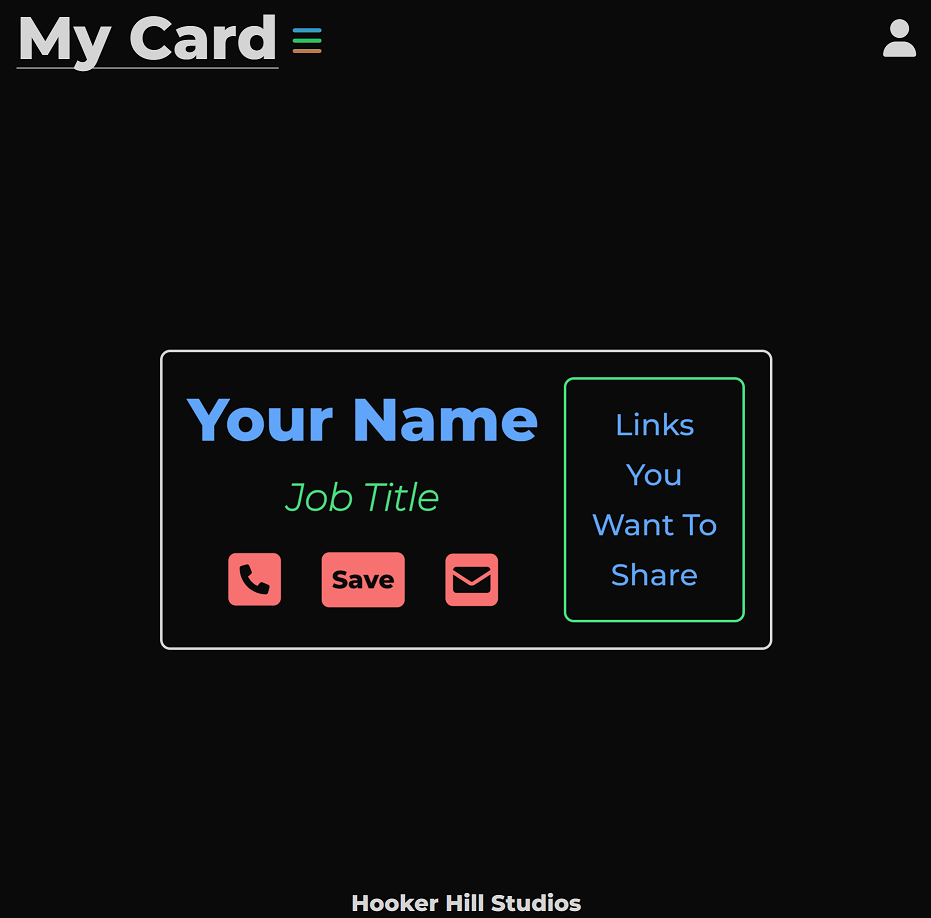 My Card
Your Name
Job Title
Save
Links
You
Want To
Share
Hooker Hill Studios